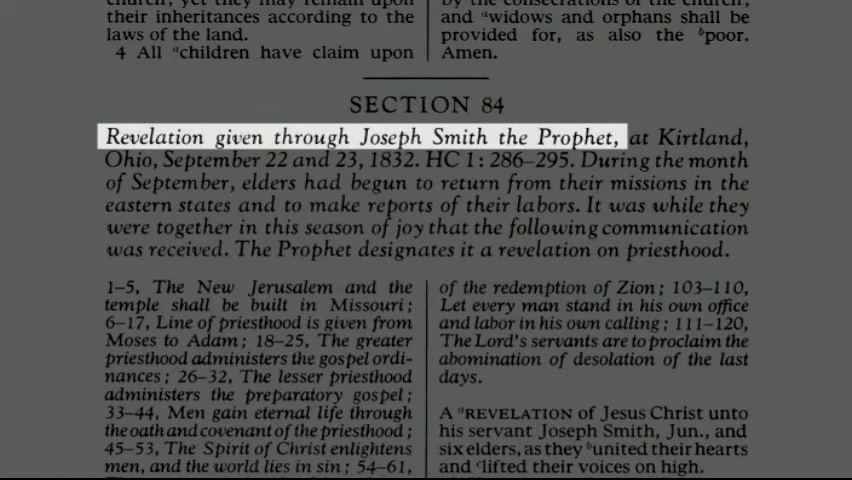 church, yet they may remain upon
their inheritances according to the
laws of the land.
4 All ᵃchildren have claim upon
by the consecrations of the church;
and ᵃwidows and orphans shall be
provided for, as also the ᵇpoor.
Amen.
SECTION 84
Revelation given through Joseph Smith the Prophet, at Kirtland,
Ohio, September 22 and 23, 1832. HC 1: 286–295. During the month
of September, elders had begun to return from their missions in the
eastern states and to make reports of their labors. It was while they
were together in this season of joy that the following communication
was received. The Prophet designates it a revelation on priesthood.
1–5, The New Jerusalem and the
temple shall be built in Missouri;
6–17, Line of priesthood is given from
Moses to Adam; 18–25, The greater
priesthood administers the gospel ordi-
nances; 26–32, The lesser priesthood
administers the preparatory gospel;
33–44, Men gain eternal life through
the oath and covenant of the priesthood;
45–53, The Spirit of Christ enlightens
men, and the world lies in sin; 54–61,
of the redemption of Zion; 103–110,
Let every man stand in his own office
and labor in his own calling; 111–120,
The Lord's servants are to proclaim the
abomination of desolation of the last
days.
A ᵃREVELATION of Jesus Christ unto
his servant Joseph Smith, Jun., and
six elders, as they ᵇunited their hearts
and ᶜlifted their voices on high.